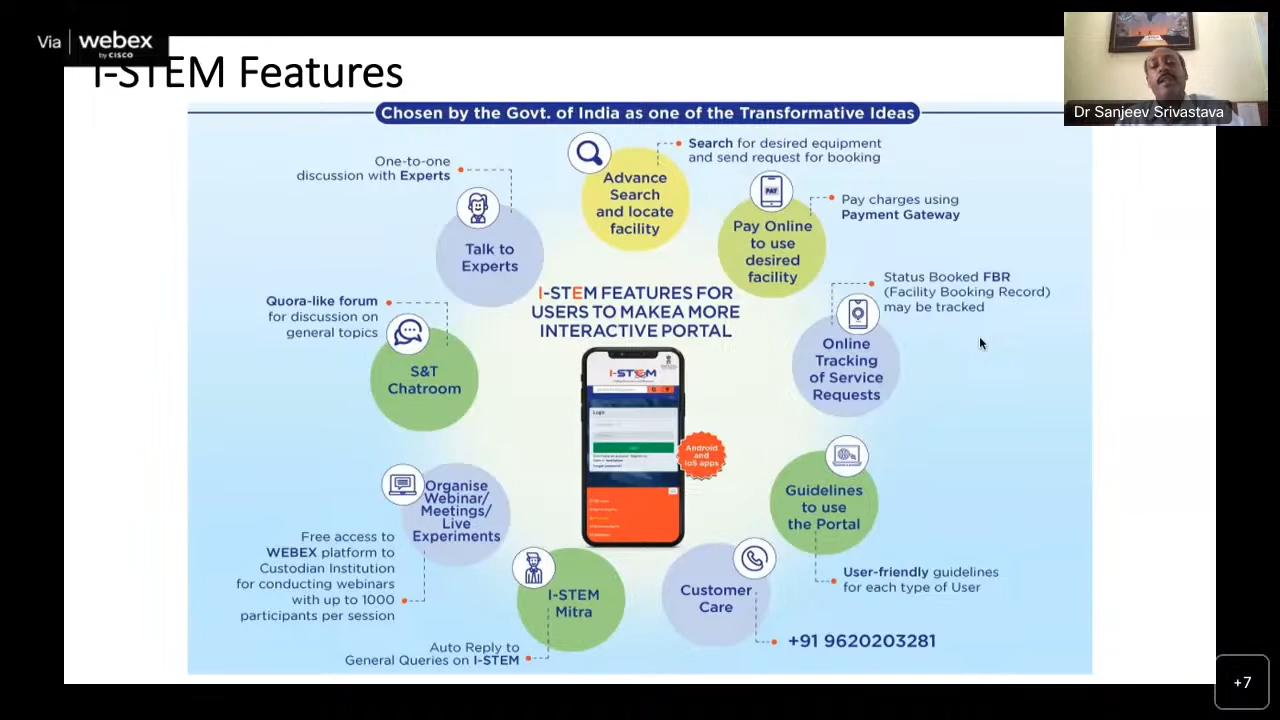 Via webex
by CISCO
I-STEM Features
Dr Sanjeev Srivastava
Chosen by the Govt. of India as one of the Transformative Ideas
Search for desired equipment
and send request for booking
Advance
Search
and locate
facility
One-to-one
discussion with Experts
Talk to
Experts
PAY
Pay Online
to use
desired
facility
Pay charges using
Payment Gateway
Status Booked FBR
(Facility Booking Record)
may be tracked
Online
Tracking
of Service
Requests
Quora-like forum
for discussion on
general topics
S&T
Chatroom
I-STEM FEATURES FOR
USERS TO MAKEA MORE
INTERACTIVE PORTAL
I-STEM
Login
Android
and
IoS apps
Guidelines
to use
the Portal
User-friendly guidelines
for each type of User
Organise
Webinar/
Meetings/
Live
Experiments
Free access to
WEBEX platform to
Custodian Institution
for conducting webinars
with up to 1000
participants per session
I-STEM
Mitra
Auto Reply to
General Queries on I-STEM
Customer
Care
+91 9620203281
+7